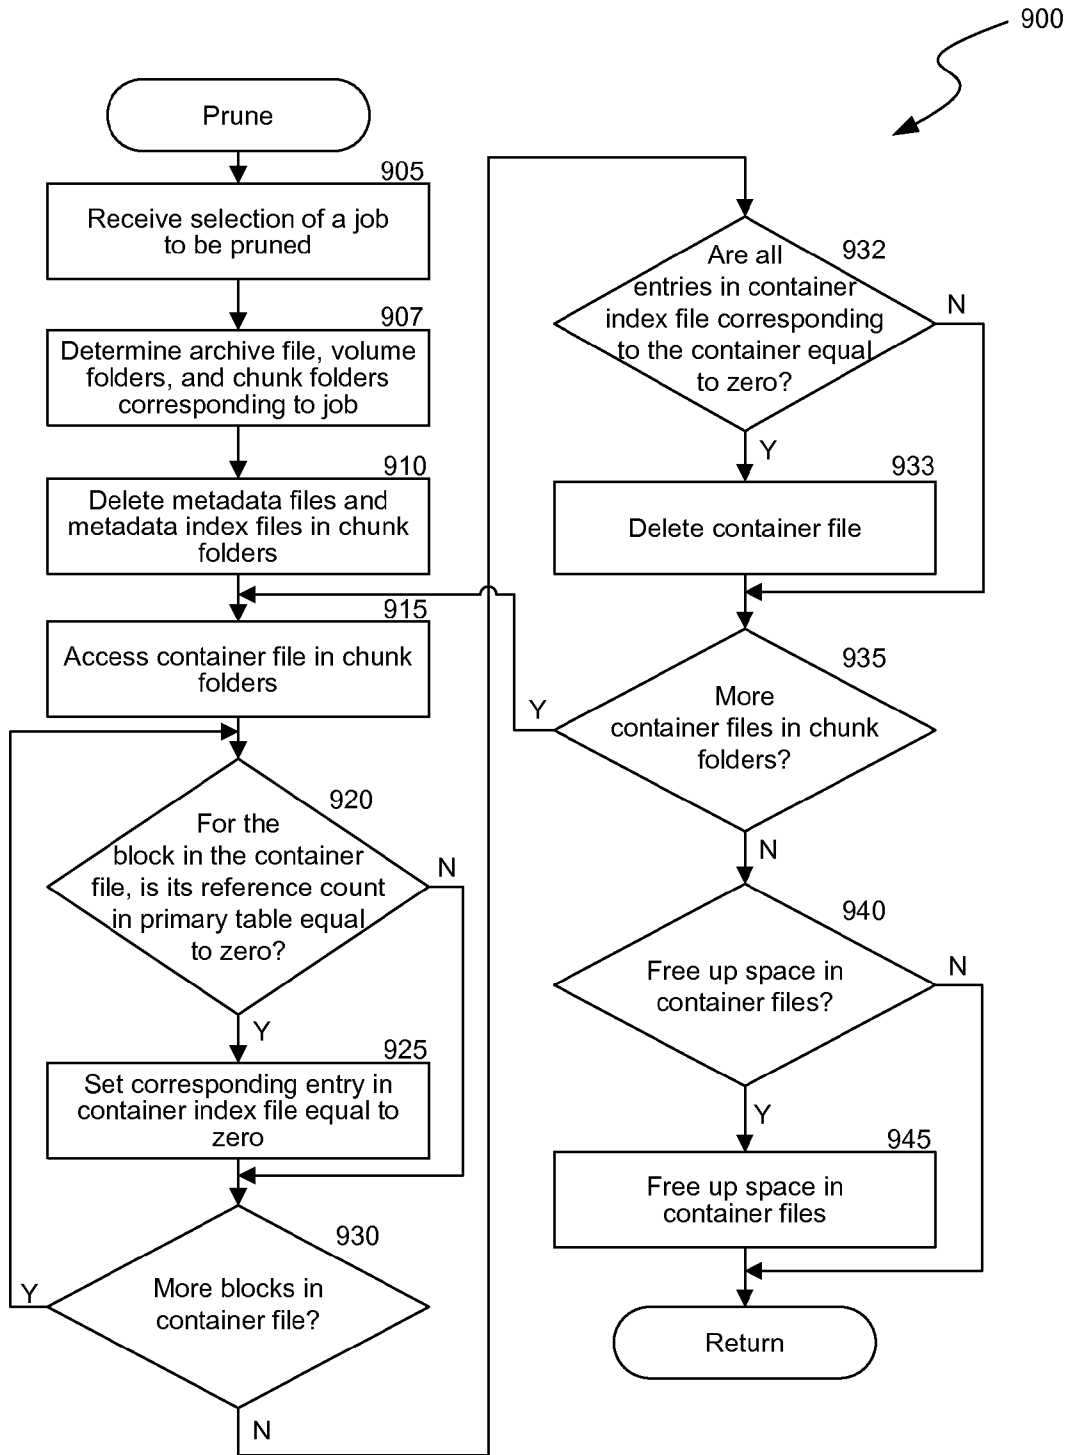 900
Prune
905
Receive selection of a job
to be pruned
907
Determine archive file, volume
folders, and chunk folders
corresponding to job
910
Delete metadata files and
metadata index files in chunk
folders
915
Access container file in chunk
folders
920
For the
block in the container
file, is its reference count
in primary table equal
to zero?
N
Y
925
Set corresponding entry in
container index file equal to
zero
930
More blocks in
container file?
Y
N
932
Are all
entries in container
index file corresponding
to the container equal
to zero?
N
Y
933
Delete container file
935
More
container files in chunk
folders?
Y
N
940
Free up space in
container files?
N
Y
945
Free up space in
container files
Return